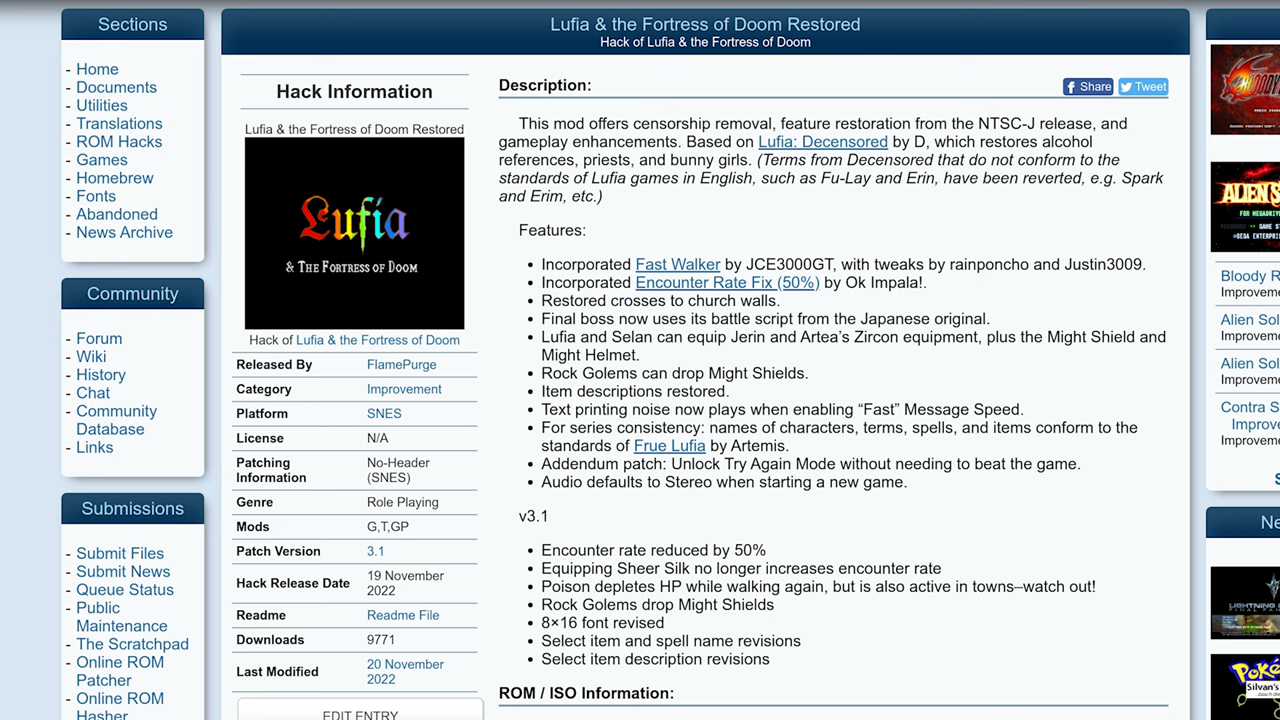 Sections
- Home
- Documents
- Utilities
- Translations
- ROM Hacks
- Games
- Homebrew
- Fonts
- Abandoned
- News Archive
Community
- Forum
- Wiki
- History
- Chat
- Community
Database
- Links
Submissions
- Submit Files
- Submit News
- Queue Status
- Public
Maintenance
- The Scratchpad
- Online ROM
Patcher
- Online ROM
Hasher
Lufia & the Fortress of Doom Restored
Hack of Lufia & the Fortress of Doom
Hack Information
Lufia & the Fortress of Doom Restored
Lufia
& The Fortress of Doom
Hack of Lufia & the Fortress of Doom
Released By FlamePurge
Category Improvement
Platform SNES
License N/A
Patching No-Header
Information (SNES)
Genre Role Playing
Mods G,T,GP
Patch Version 3.1
Hack Release Date 19 November
2022
Readme Readme File
Downloads 9771
Last Modified 20 November
2022
EDIT ENTRY
Description:
Share Tweet
This mod offers censorship removal, feature restoration from the NTSC-J release, and
gameplay enhancements. Based on Lufia: Decensored by D, which restores alcohol
references, priests, and bunny girls. (Terms from Decensored that do not conform to the
standards of Lufia games in English, such as Fu-Lay and Erin, have been reverted, e.g. Spark
and Erim, etc.)
Features:
• Incorporated Fast Walker by JCE3000GT, with tweaks by rainponcho and Justin3009.
• Incorporated Encounter Rate Fix (50%) by Ok Impala!.
• Restored crosses to church walls.
• Final boss now uses its battle script from the Japanese original.
• Lufia and Selan can equip Jerin and Artea's Zircon equipment, plus the Might Shield and
Might Helmet.
• Rock Golems can drop Might Shields.
• Item descriptions restored.
• Text printing noise now plays when enabling “Fast” Message Speed.
• For series consistency: names of characters, terms, spells, and items conform to the
standards of Frue Lufia by Artemis.
• Addendum patch: Unlock Try Again Mode without needing to beat the game.
• Audio defaults to Stereo when starting a new game.
v3.1
• Encounter rate reduced by 50%
• Equipping Sheer Silk no longer increases encounter rate
• Poison depletes HP while walking again, but is also active in towns–watch out!
• Rock Golems drop Might Shields
• 8×16 font revised
• Select item and spell name revisions
• Select item description revisions
ROM / ISO Information:
ALIEN S
FOR MEGADRIV
Bloody R
Improveme
Alien Sol
Improveme
Alien Sol
Improveme
Contra S
Improve
Improveme
S
Ne
Poké
Silvan's